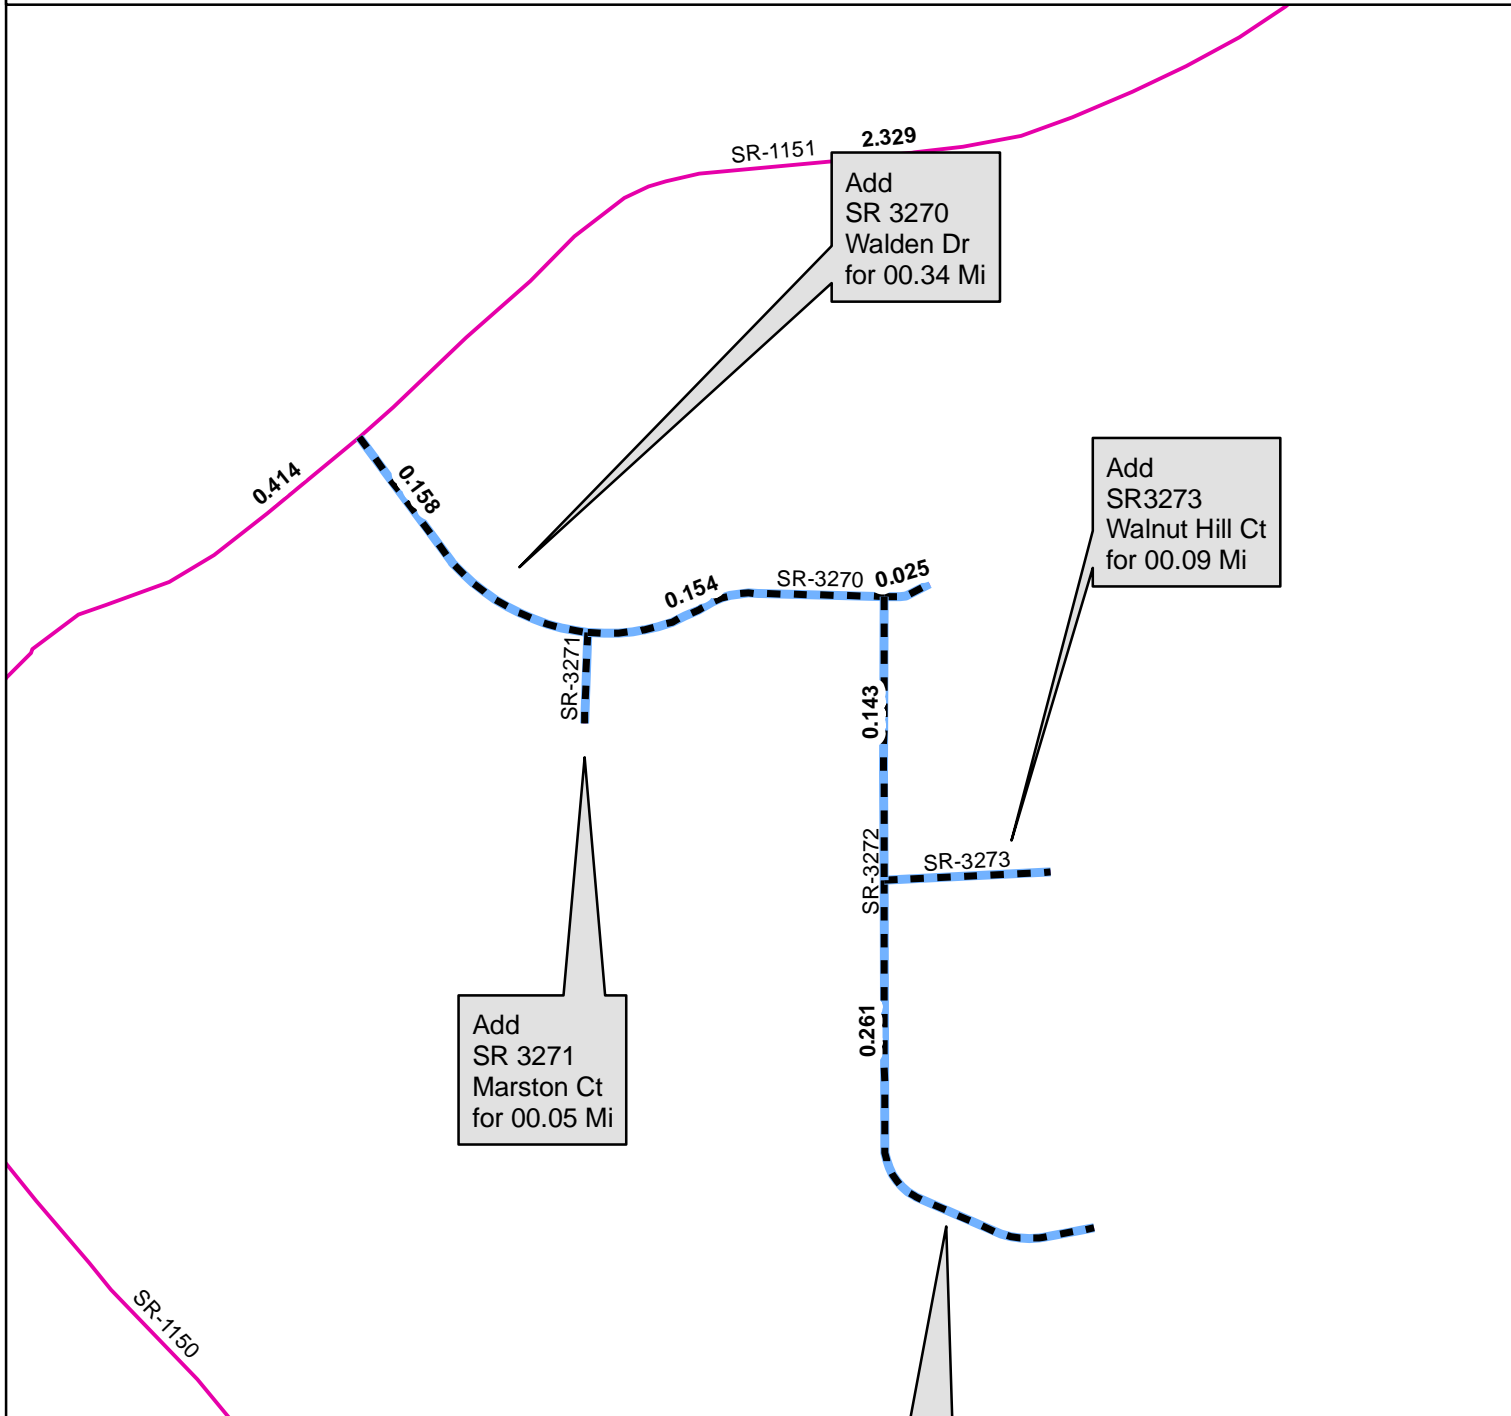 2.329
SR-1151
Add
SR 3270
Walden Dr
for 00.34 Mi
0.414
0.158
Add
SR3273
Walnut Hill Ct
for 00.09 Mi
0.154
SR-3270
0.025
SR-3271
0.143
SR-3272
SR-3273
Add
SR 3271
Marston Ct
for 00.05 Mi
0.261
SR-1150